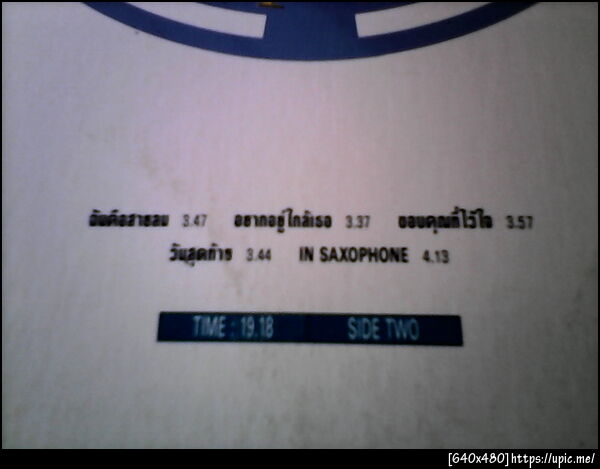 ฉันคือสายลม 3.47 อยากอยู่ใกล้เธอ 3.37 ขอบคุณที่ไว้ใจ 3.57
วันสุดท้าย 3.44 IN SAXOPHONE 4.13
TIME : 19.18 SIDE TWO
[640x480]https://upic.me/